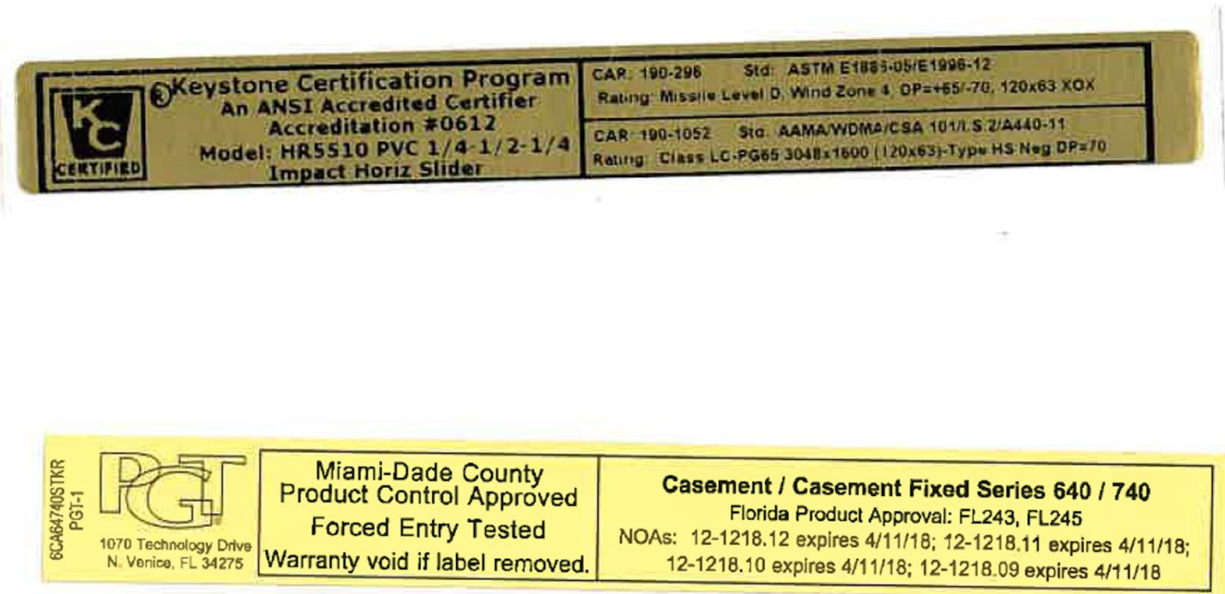 KC
CERTIFIED
Keystone Certification Program
An ANSI Accredited Certifier
Accreditation #0612
Model: HR5510 PVC 1/4-1/2-1/4
Impact Horiz Slider
CAR: 190-296 Std: ASTM E1886-05/E1996-12
Rating: Missile Level D, Wind Zone 4, DP=+65/-70, 120x63 XOX
CAR: 190-1052 Std: AAMA/WDMA/CSA 101/I.S.2/A440-11
Rating: Class LC-PG65 3048x1600 (120x63)-Type HS Neg DP=70
6CA64740STKR
PGT-1
PGT
1070 Technology Drive
N. Venice, FL 34275
Miami-Dade County
Product Control Approved
Forced Entry Tested
Warranty void if label removed.
Casement / Casement Fixed Series 640 / 740
Florida Product Approval: FL243, FL245
NOAs: 12-1218.12 expires 4/11/18; 12-1218.11 expires 4/11/18;
12-1218.10 expires 4/11/18; 12-1218.09 expires 4/11/18